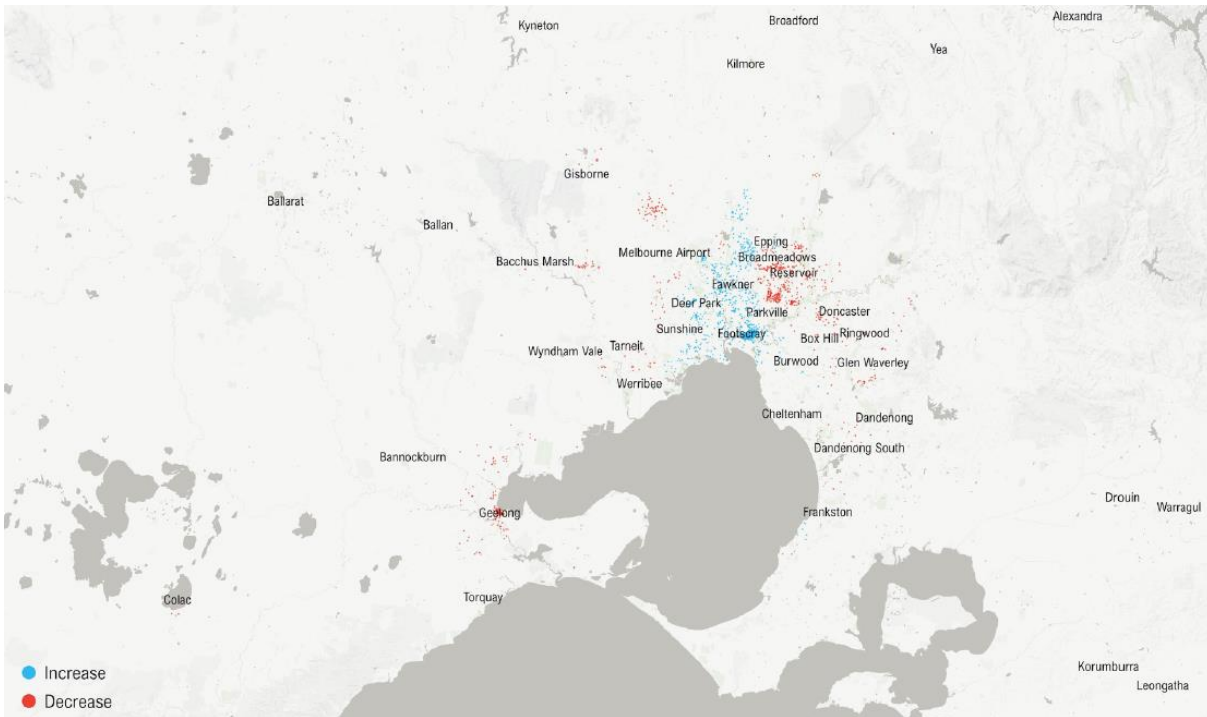 Alexandra
Broadford
Kyneton
Yea
Kilmore
Gisborne
Ballarat
Ballan
Epping
Melbourne Airport
Broadmeadows
Bacchus Marsh
Reservoir
Fawkner
Deer Park
Parkville
Doncaster
Sunshine
Footscray
Box Hill
Ringwood
Tarneit
Wyndham Vale
Burwood
Glen Waverley
Werribee
Cheltenham
Dandenong
Dandenong South
Bannockburn
Drouin
Warragul
Geelong
Frankston
Torquay
Colac
Korumburra
Leongatha
Increase
Decrease